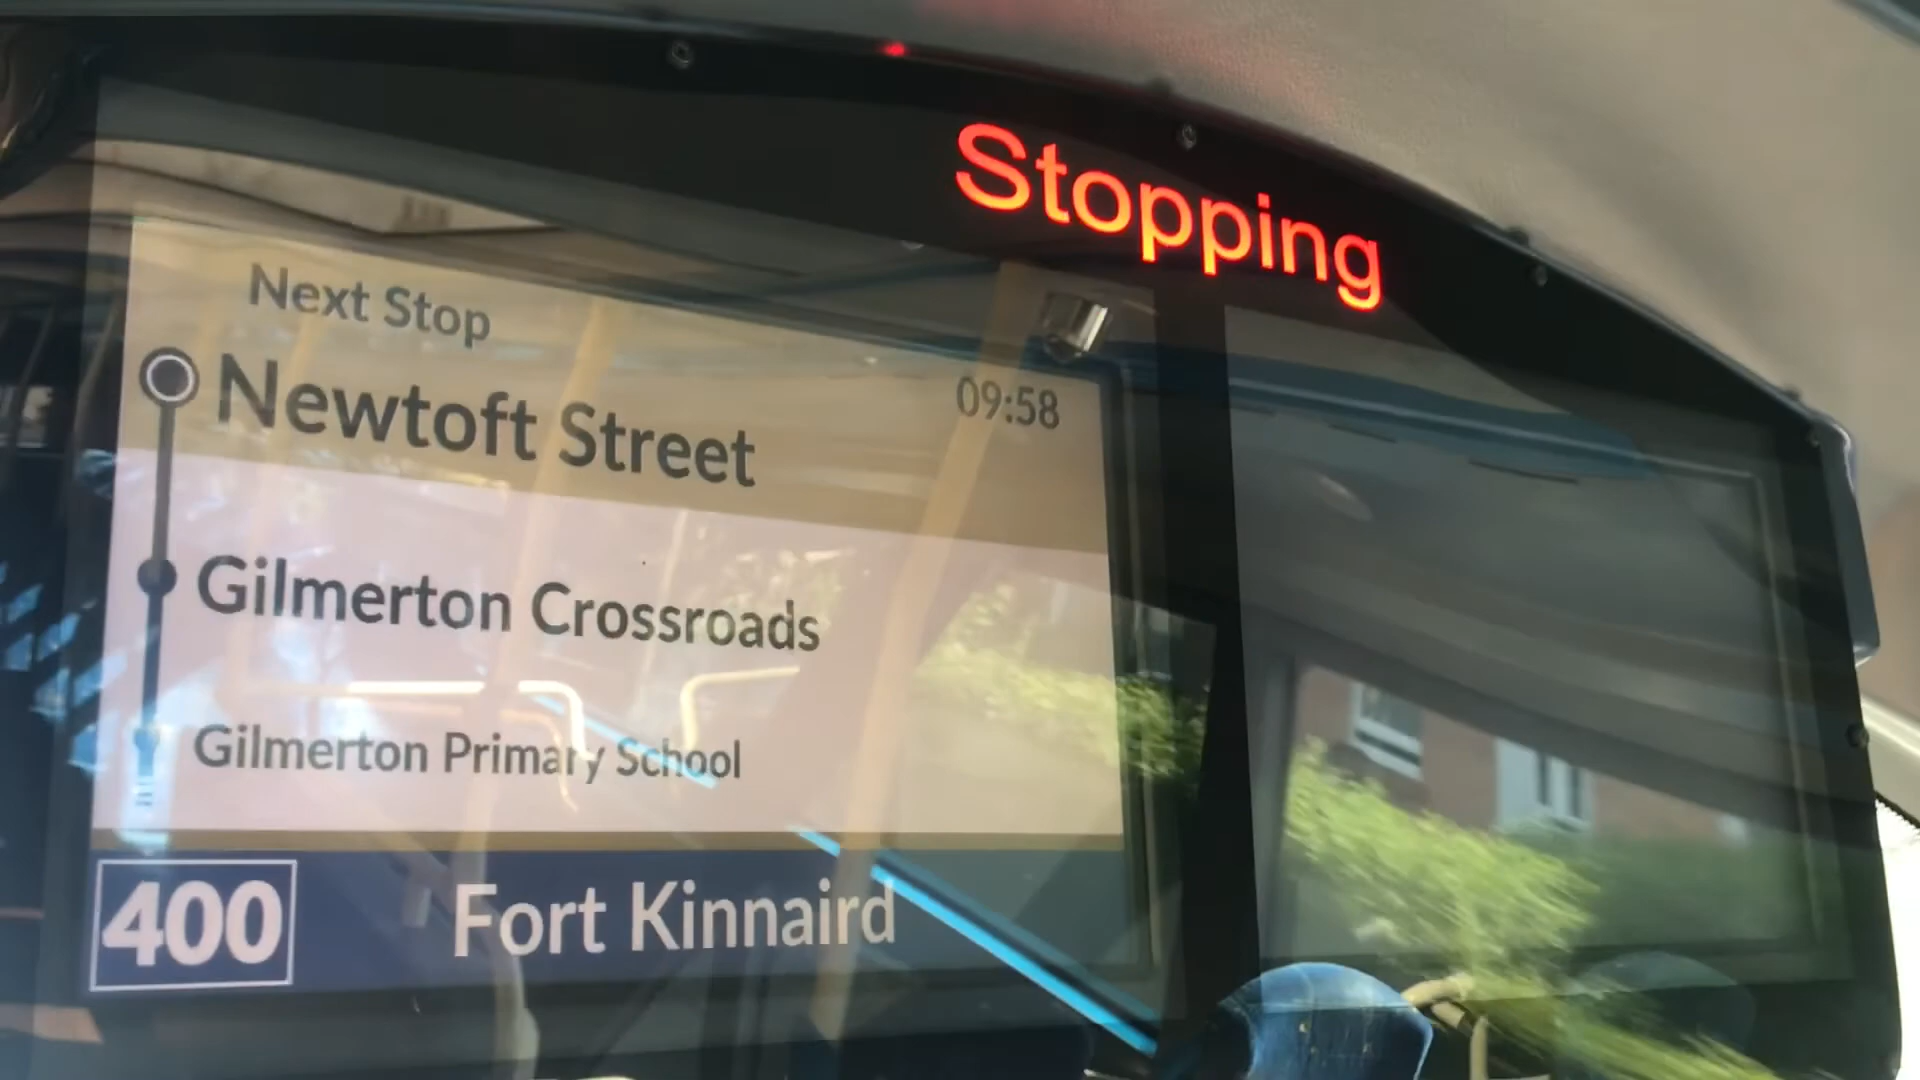 Stopping
Next Stop
Newtoft Street
09:58
Gilmerton Crossroads
Gilmerton Primary School
400 Fort Kinnaird